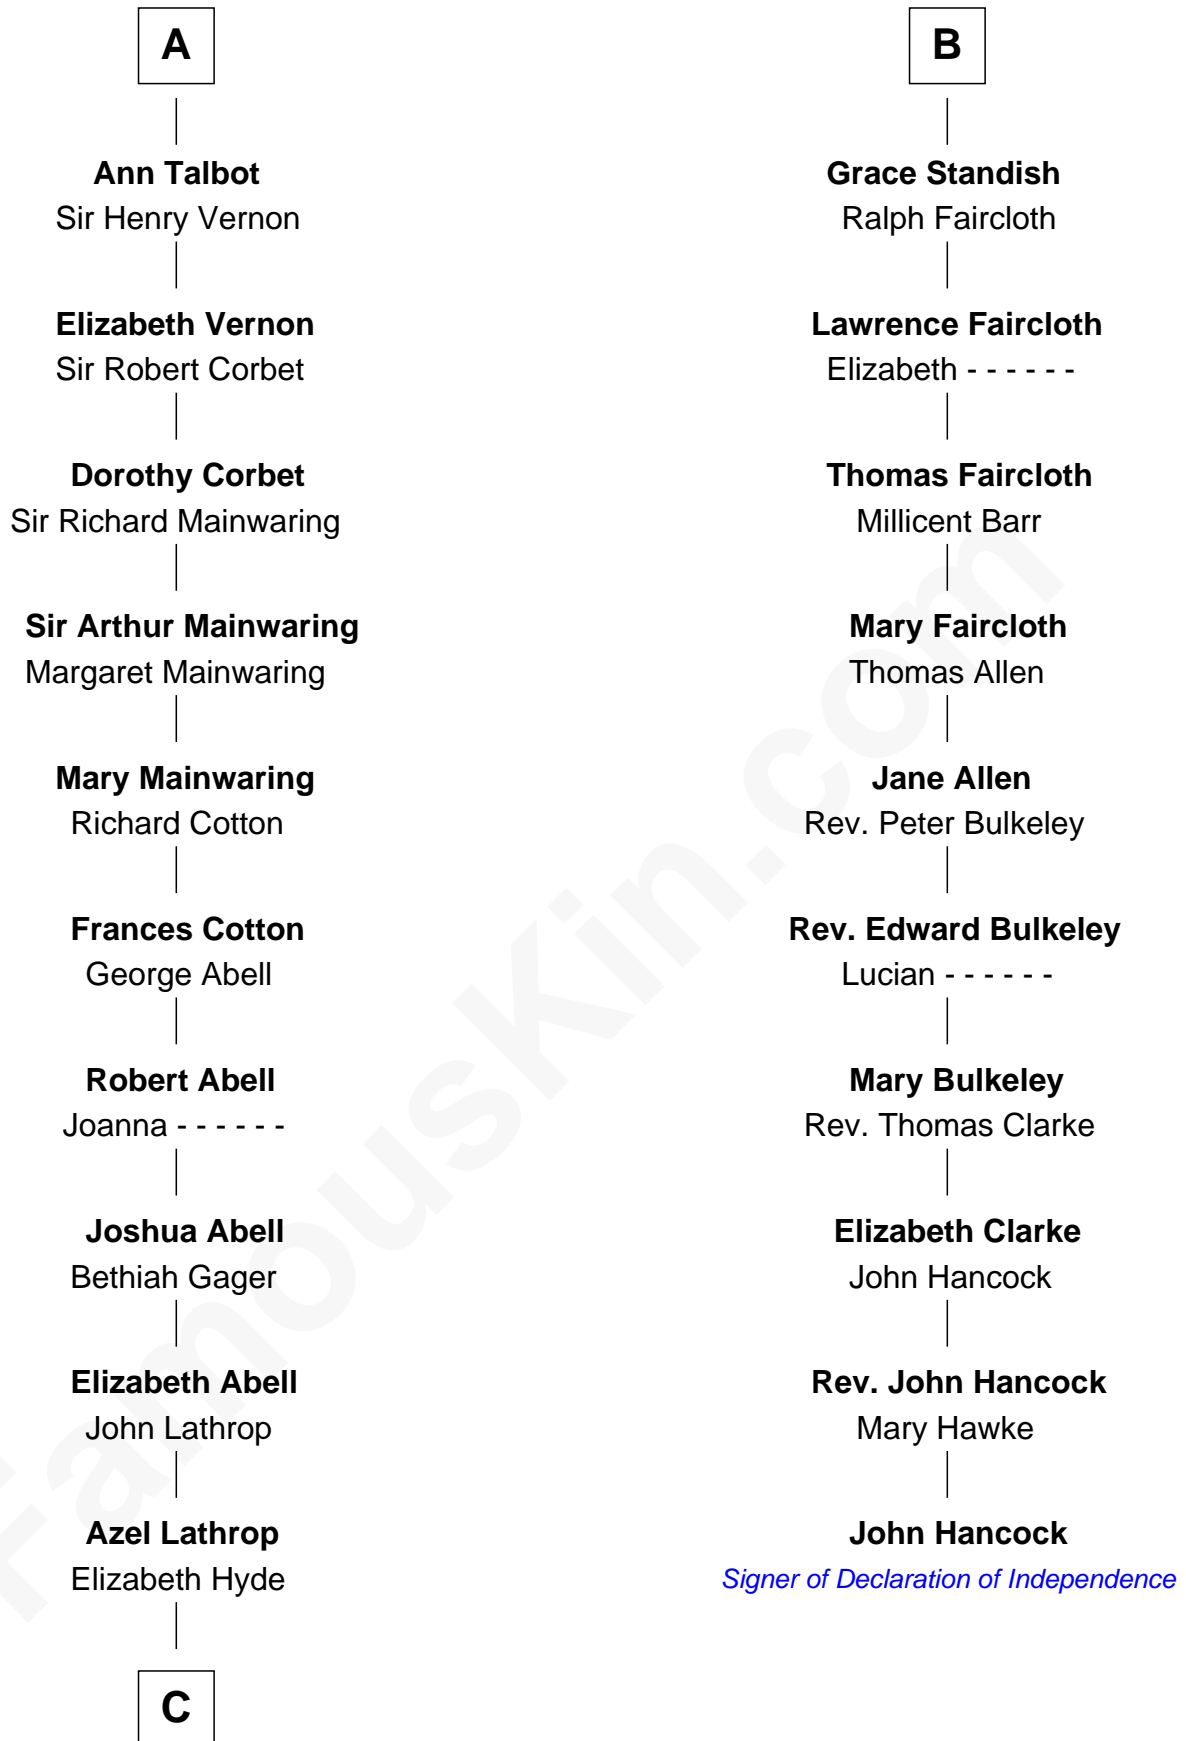 A
Ann Talbot
Sir Henry Vernon
Elizabeth Vernon
Sir Robert Corbet
Dorothy Corbet
Sir Richard Mainwaring
Sir Arthur Mainwaring
Margaret Mainwaring
Mary Mainwaring
Richard Cotton
Frances Cotton
George Abell
Robert Abell
Joanna - - - - - -
Joshua Abell
Bethiah Gager
Elizabeth Abell
John Lathrop
Azel Lathrop
Elizabeth Hyde
C
B
Grace Standish
Ralph Faircloth
Lawrence Faircloth
Elizabeth - - - - - -
Thomas Faircloth
Millicent Barr
Mary Faircloth
Thomas Allen
Jane Allen
Rev. Peter Bulkeley
Rev. Edward Bulkeley
Lucian - - - - - -
Mary Bulkeley
Rev. Thomas Clarke
Elizabeth Clarke
John Hancock
Rev. John Hancock
Mary Hawke
John Hancock
Signer of Declaration of Independence
FamousKin.com